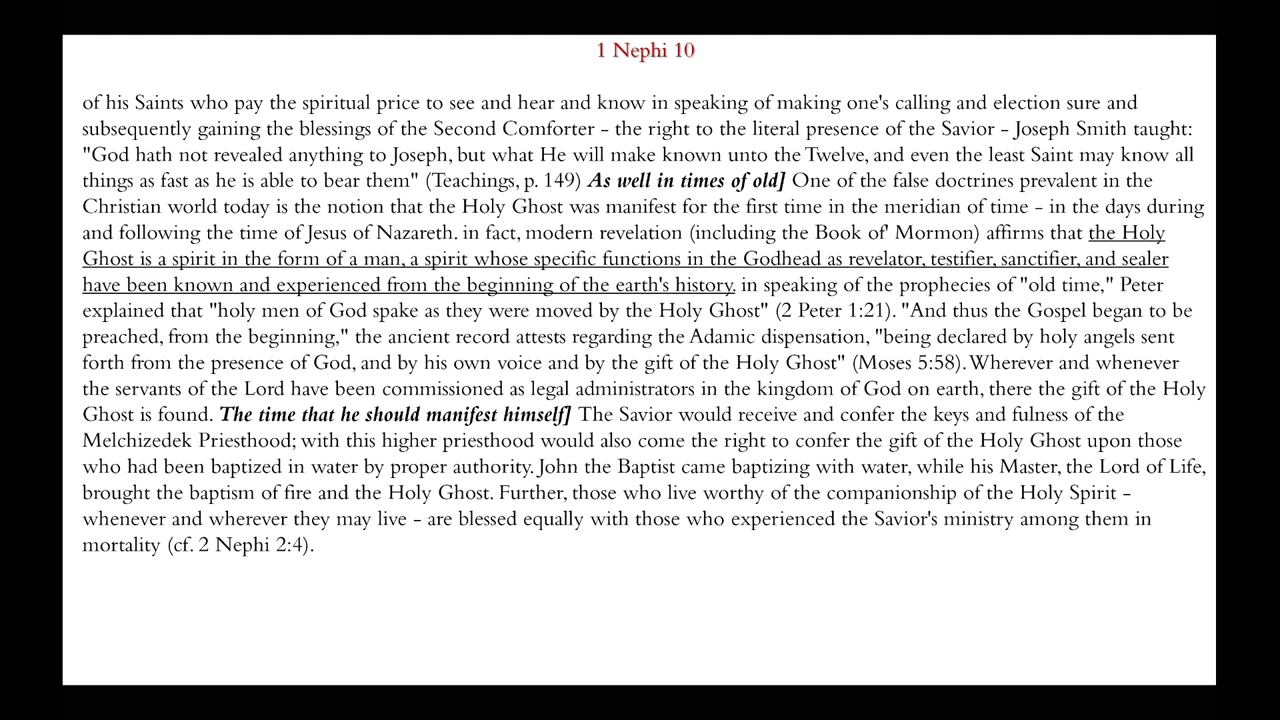 1 Nephi 10
of his Saints who pay the spiritual price to see and hear and know in speaking of making one's calling and election sure and
subsequently gaining the blessings of the Second Comforter - the right to the literal presence of the Savior - Joseph Smith taught:
"God hath not revealed anything to Joseph, but what He will make known unto the Twelve, and even the least Saint may know all
things as fast as he is able to bear them" (Teachings, p. 149) As well in times of old] One of the false doctrines prevalent in the
Christian world today is the notion that the Holy Ghost was manifest for the first time in the meridian of time - in the days during
and following the time of Jesus of Nazareth. in fact, modern revelation (including the Book of' Mormon) affirms that the Holy
Ghost is a spirit in the form of a man, a spirit whose specific functions in the Godhead as revelator, testifier, sanctifier, and sealer
have been known and experienced from the beginning of the earth's history. in speaking of the prophecies of "old time," Peter
explained that "holy men of God spake as they were moved by the Holy Ghost" (2 Peter 1:21). "And thus the Gospel began to be
preached, from the beginning," the ancient record attests regarding the Adamic dispensation, "being declared by holy angels sent
forth from the presence of God, and by his own voice and by the gift of the Holy Ghost" (Moses 5:58). Wherever and whenever
the servants of the Lord have been commissioned as legal administrators in the kingdom of God on earth, there the gift of the Holy
Ghost is found. The time that he should manifest himself] The Savior would receive and confer the keys and fulness of the
Melchizedek Priesthood; with this higher priesthood would also come the right to confer the gift of the Holy Ghost upon those
who had been baptized in water by proper authority. John the Baptist came baptizing with water, while his Master, the Lord of Life,
brought the baptism of fire and the Holy Ghost. Further, those who live worthy of the companionship of the Holy Spirit -
whenever and wherever they may live - are blessed equally with those who experienced the Savior's ministry among them in
mortality (cf. 2 Nephi 2:4).